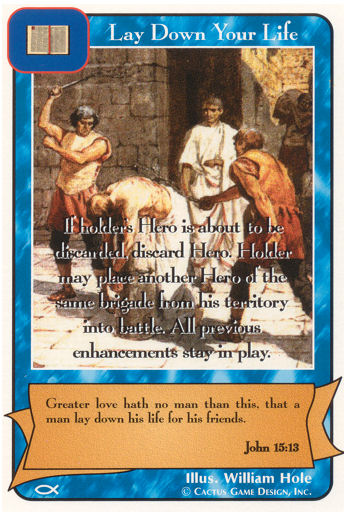 Lay Down Your Life
If holder's Hero is about to be
discarded, discard Hero. Holder
may place another Hero of the
same brigade from his territory
into battle. All previous
enhancements stay in play.
Greater love hath no man than this, that a
man lay down his life for his friends.
John 15:13
Illus. William Hole
© Cactus Game Design, Inc.